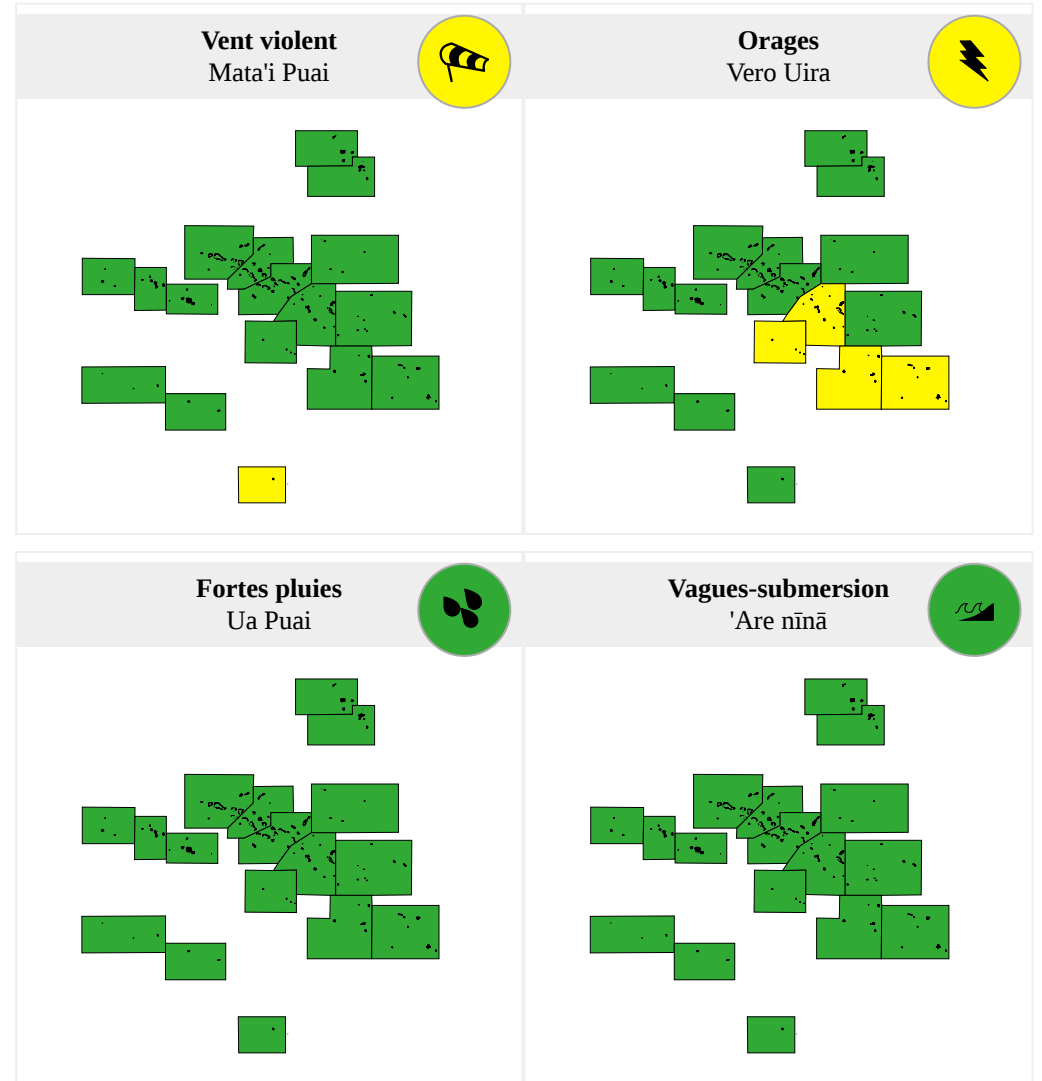 Vent violent
Mata'i Puai
Orages
Vero Uira
Fortes pluies
Ua Puai
Vagues-submersion
'Are nīnā